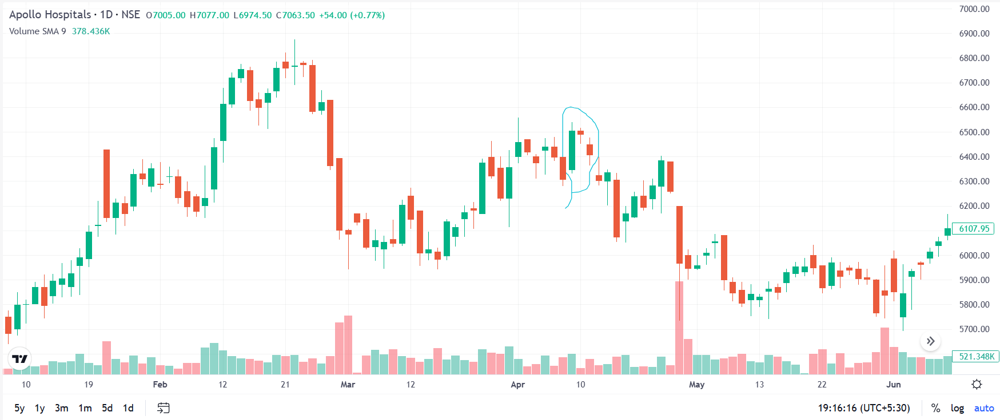 Apollo Hospitals · 1D · NSE O7005.00 H7077.00 L6974.50 C7063.50 +54.00 (+0.77%)
Volume SMA 9 378.436K
7000.00
6900.00
6800.00
6700.00
6600.00
6500.00
6400.00
6300.00
6200.00
6107.95
6000.00
5900.00
5800.00
5700.00
521.348K
10 19 Feb 12 21 Mar 12 Apr 10 May 13 22 Jun
5y 1y 3m 1m 5d 1d 19:16:16 (UTC+5:30) % log auto